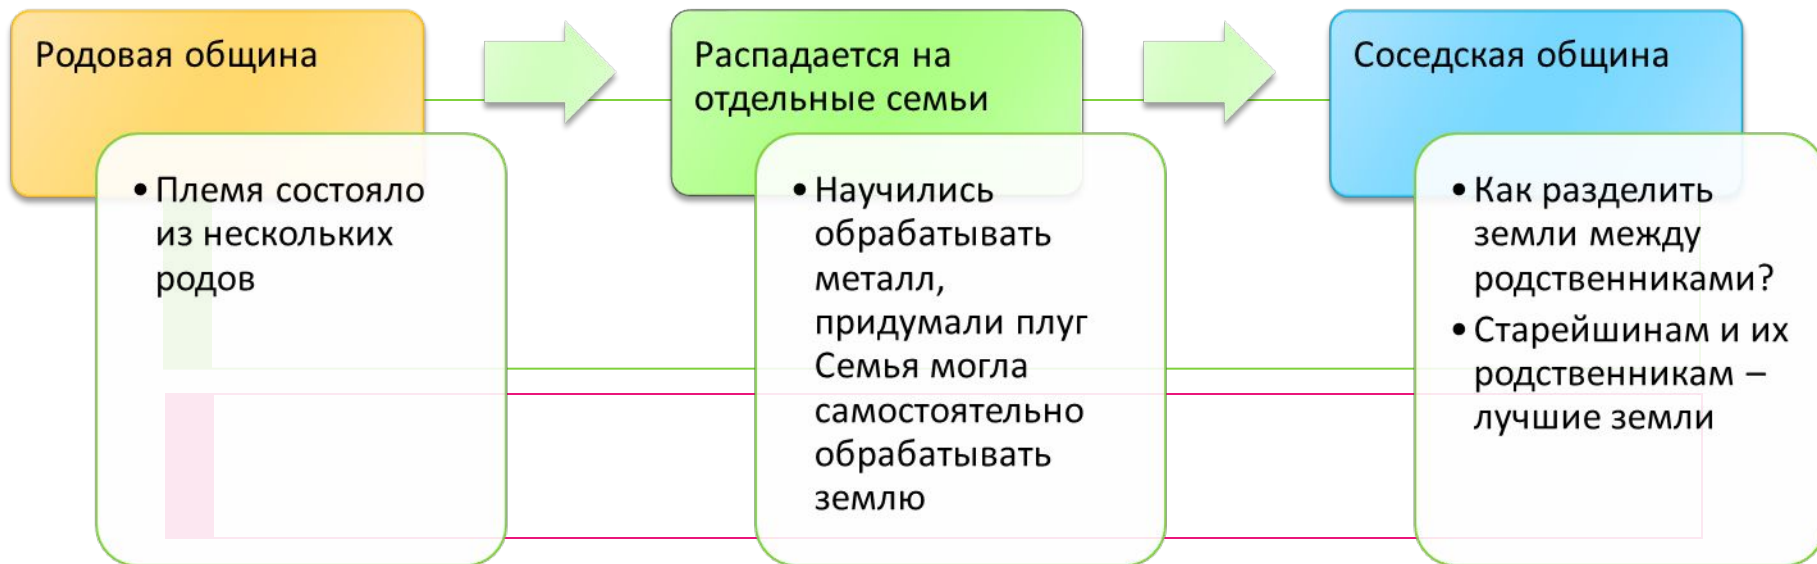 Родовая община
• Племя состояло
из нескольких
родов
Распадается на
отдельные семьи
• Научились
обрабатывать
металл,
придумали плуг
Семья могла
самостоятельно
обрабатывать
землю
Соседская община
• Как разделить
земли между
родственниками?
• Старейшинам и их
родственникам –
лучшие земли